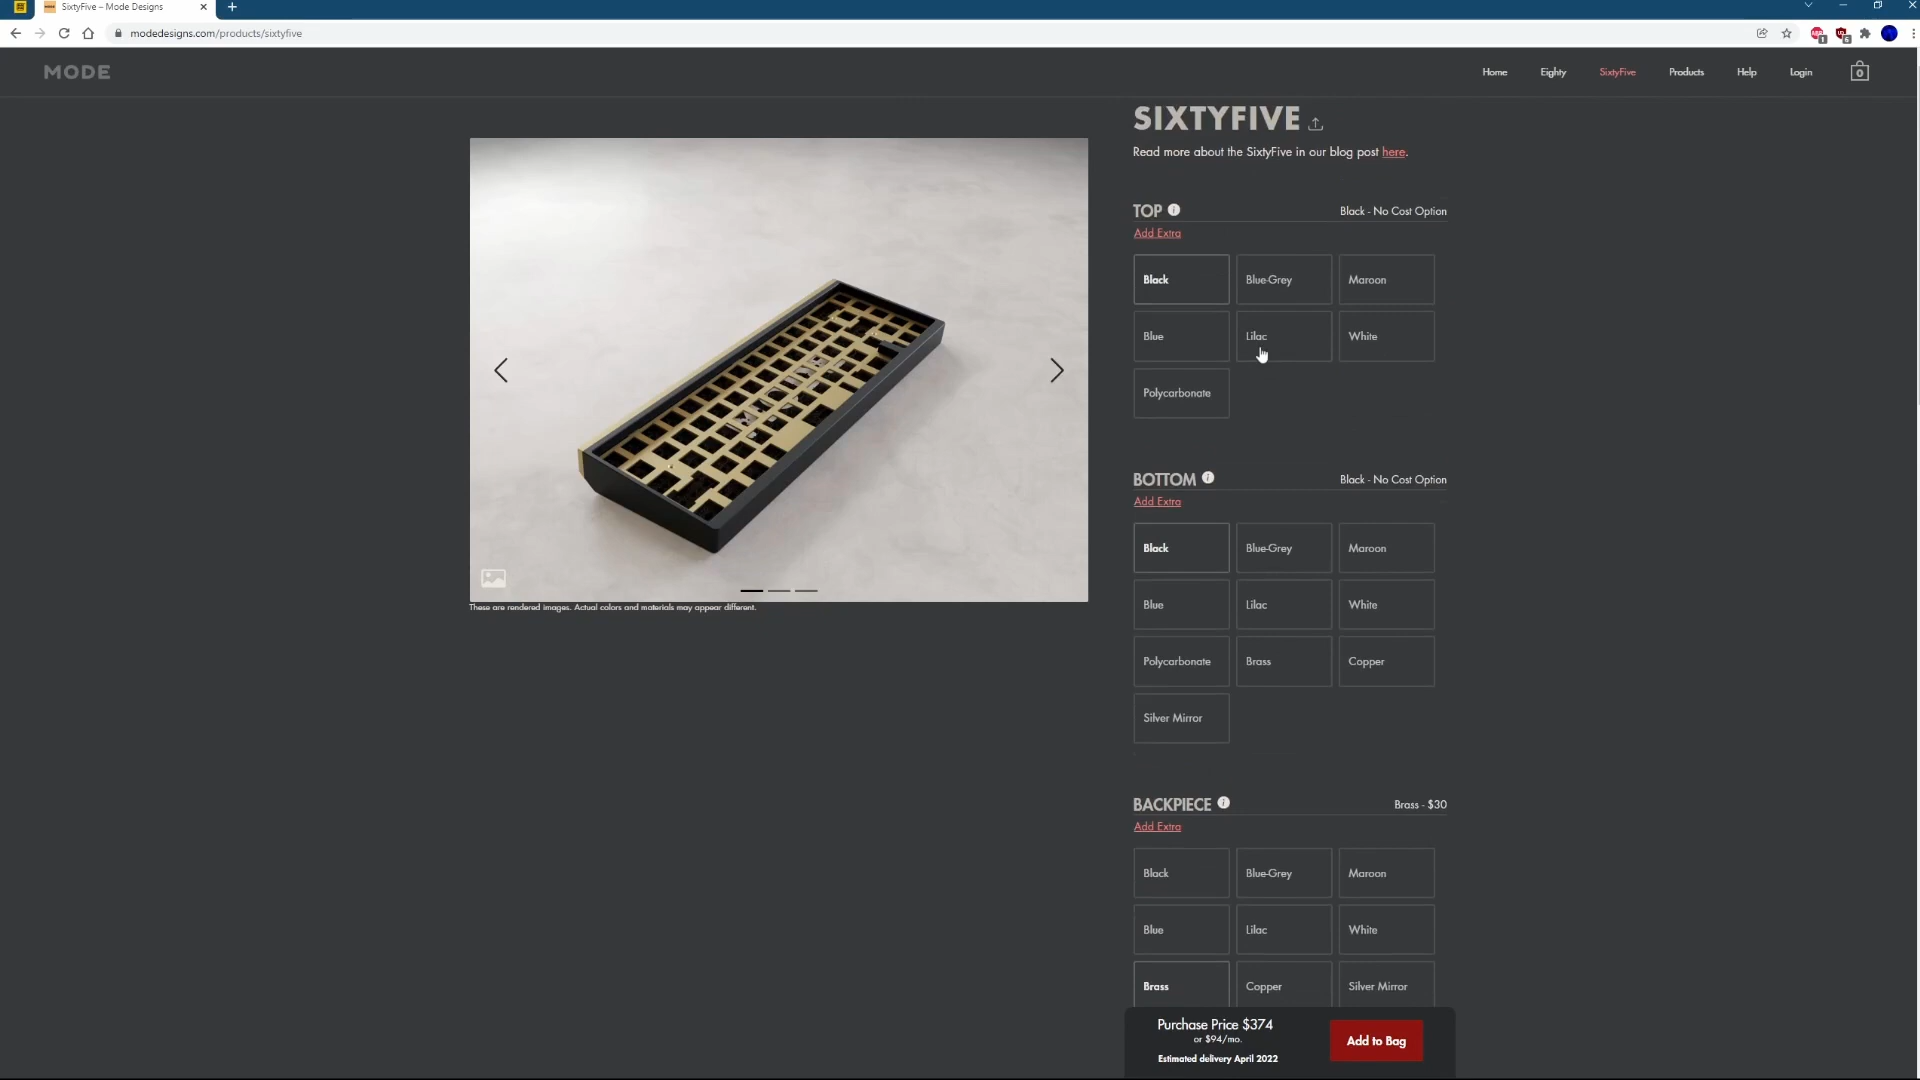 SixtyFive – Mode Designs
modedesigns.com/products/sixtyfive
MODE
Home
Eighty
SixtyFive
Products
Help
Login
0
SIXTYFIVE
Read more about the SixtyFive in our blog post here.
TOP
Black - No Cost Option
Add Extra
Black
Blue-Grey
Maroon
Blue
Lilac
White
Polycarbonate
BOTTOM
Black - No Cost Option
Add Extra
Black
Blue-Grey
Maroon
Blue
Lilac
White
Polycarbonate
Brass
Copper
Silver Mirror
BACKPIECE
Brass - $30
Add Extra
Black
Blue-Grey
Maroon
Blue
Lilac
White
Brass
Copper
Silver Mirror
These are rendered images. Actual colors and materials may appear different.
Purchase Price $374
or $94/mo.
Estimated delivery April 2022
Add to Bag